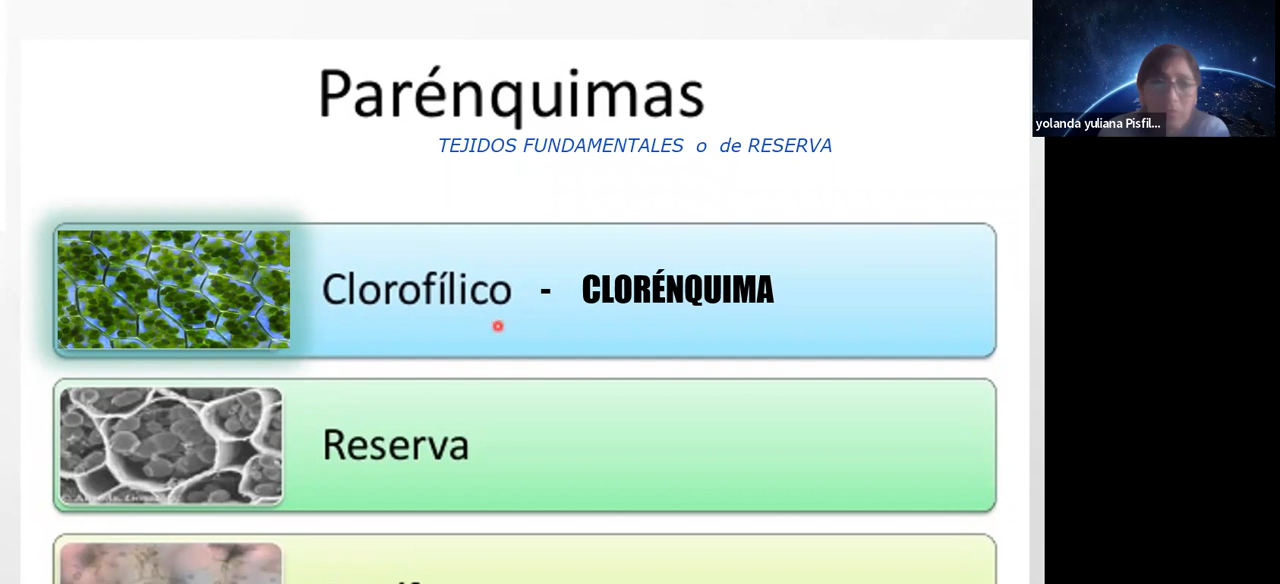 Parénquimas
TEJIDOS FUNDAMENTALES o de RESERVA
yolanda yuliana Pisfil...
Clorofílico - CLORÉNQUIMA
Reserva